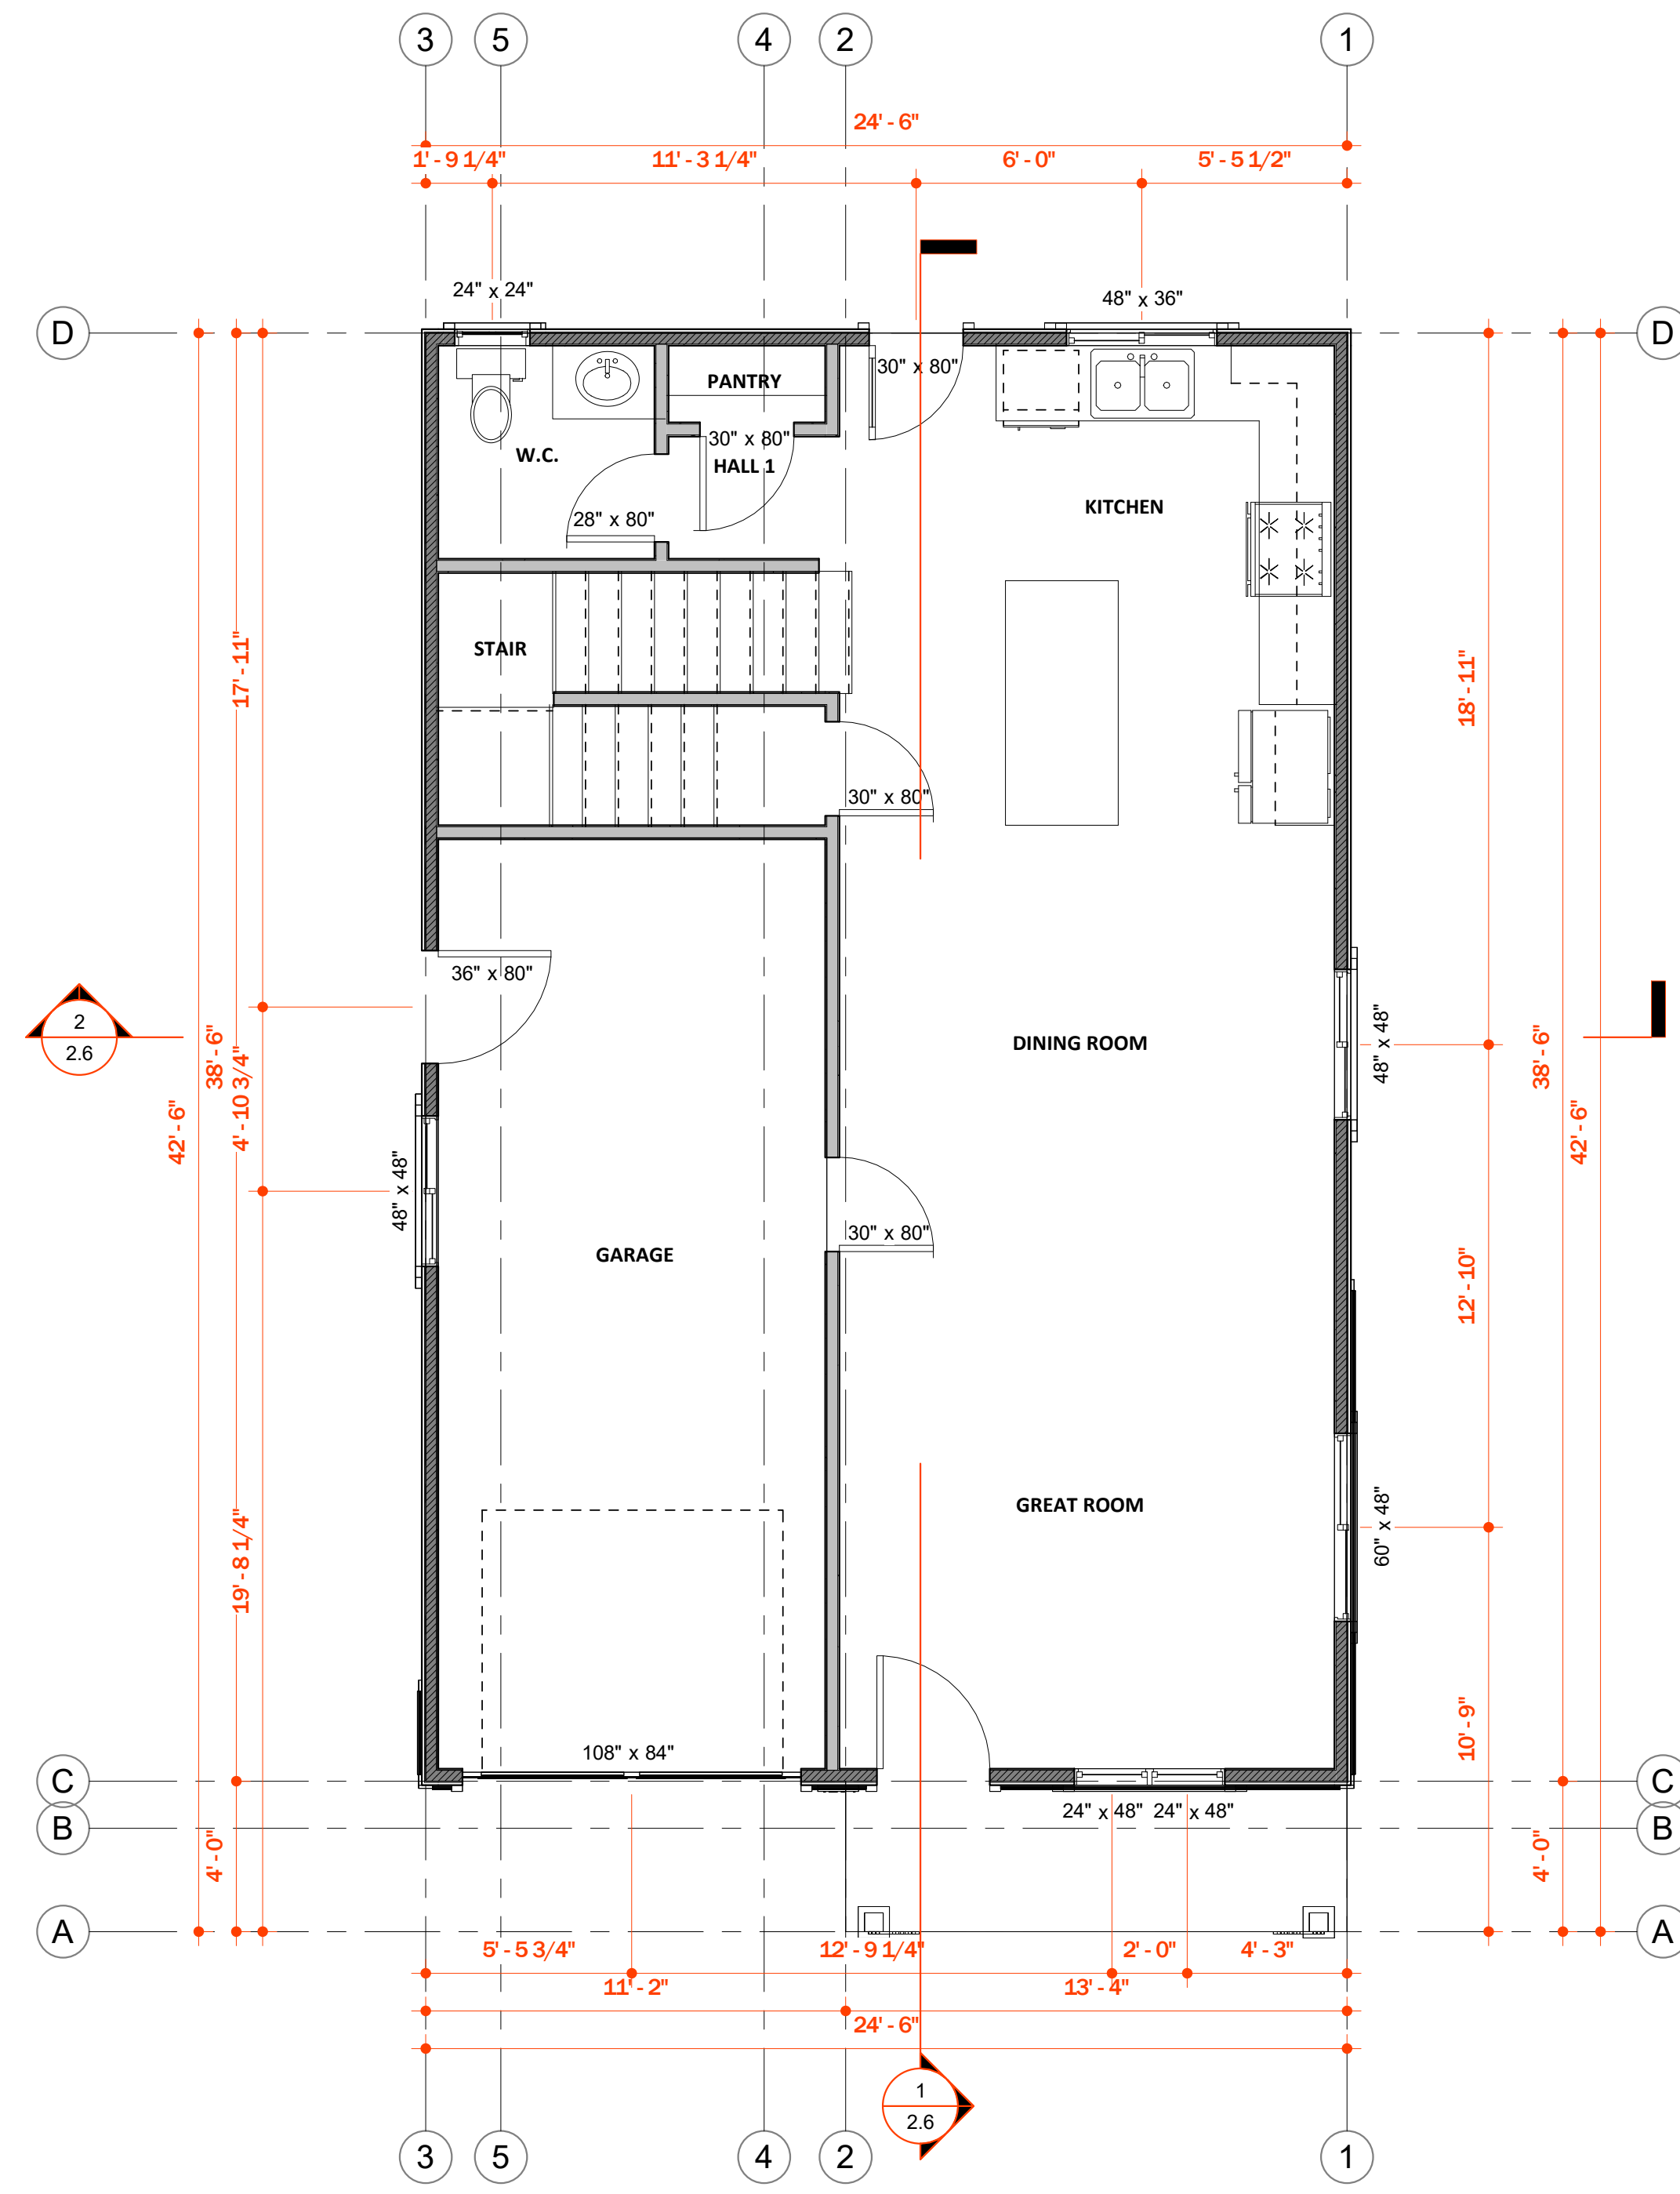 3 5 4 2 1
24' - 6"
1' - 9 1/4" 11' - 3 1/4" 6' - 0" 5' - 5 1/2"
24" x 24" 48" x 36"
D D
30" x 80"
PANTRY
30" x 80"
HALL 1
W.C.
KITCHEN
28" x 80"
STAIR
17' - 11"
18' - 11"
30" x 80"
36" x 80"
2
2.6
38' - 6"
4' - 10 3/4"
42' - 6"
DINING ROOM
48" x 48"
38' - 6"
42' - 6"
48" x 48"
30" x 80"
GARAGE
12' - 10"
GREAT ROOM
60" x 48"
19' - 8 1/4"
10' - 9"
108" x 84"
C C
24" x 48" 24" x 48"
B B
4' - 0" 4' - 0"
A A
5' - 5 3/4" 12' - 9 1/4" 2' - 0" 4' - 3"
11' - 2" 13' - 4"
24' - 6"
1
2.6
3 5 4 2 1